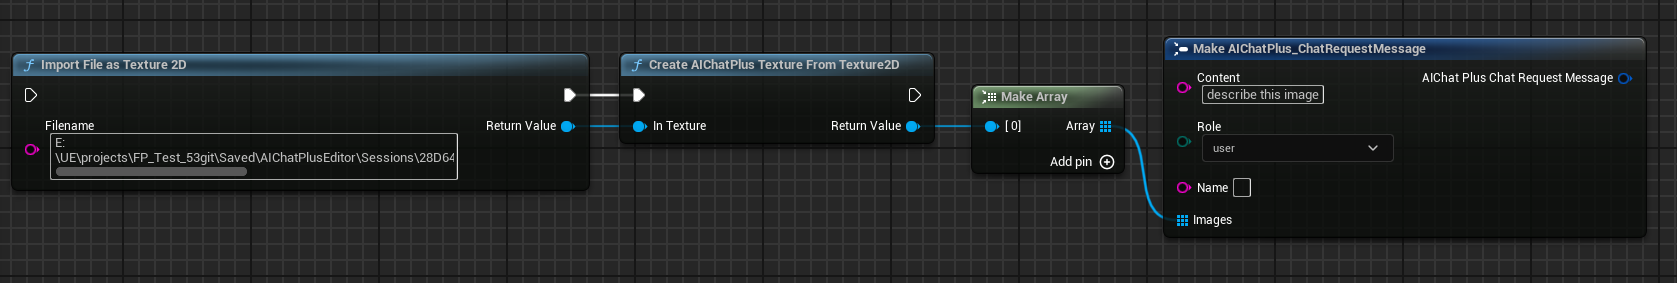 Import File as Texture 2D
Filename
E:
\UE\projects\FP_Test_53git\Saved\AIChatPlusEditor\Sessions\28D64
Return Value
Create AIChatPlus Texture From Texture2D
In Texture
Return Value
Make Array
[0]
Array
Add pin
Make AIChatPlus_ChatRequestMessage
Content
describe this image
AIChat Plus Chat Request Message
Role
user
Name
Images